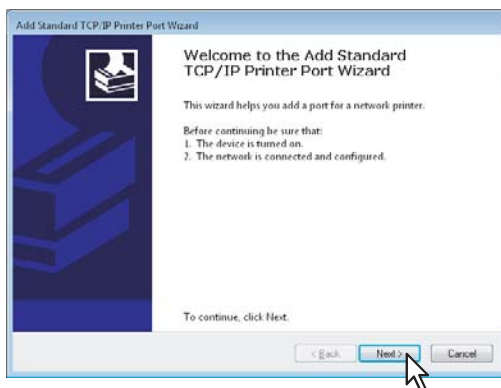 Add Standard TCP/IP Printer Port Wizard
Welcome to the Add Standard
TCP/IP Printer Port Wizard
This wizard helps you add a port for a network printer.
Before continuing be sure that:
1. The device is turned on.
2. The network is connected and configured.
To continue, click Next.
< Back
Next >
Cancel